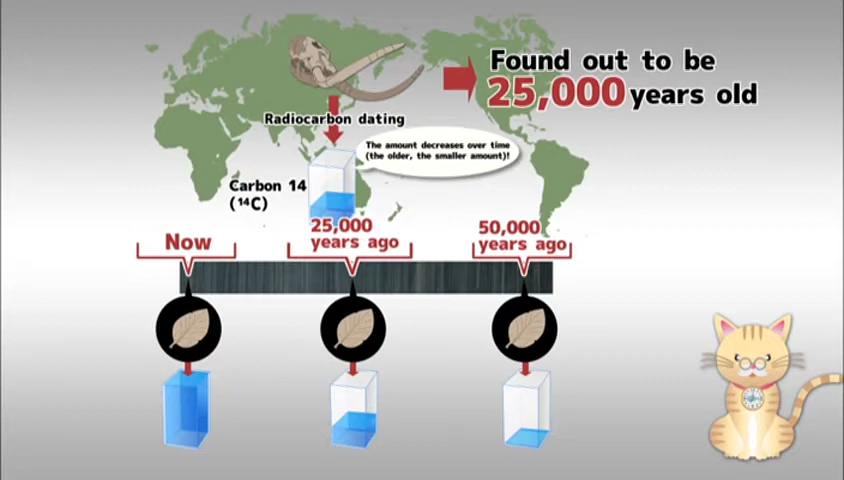 Found out to be
25,000 years old
Radiocarbon dating
The amount decreases over time
(the older, the smaller amount)!
Carbon 14
(¹⁴C)
Now
25,000
years ago
50,000
years ago